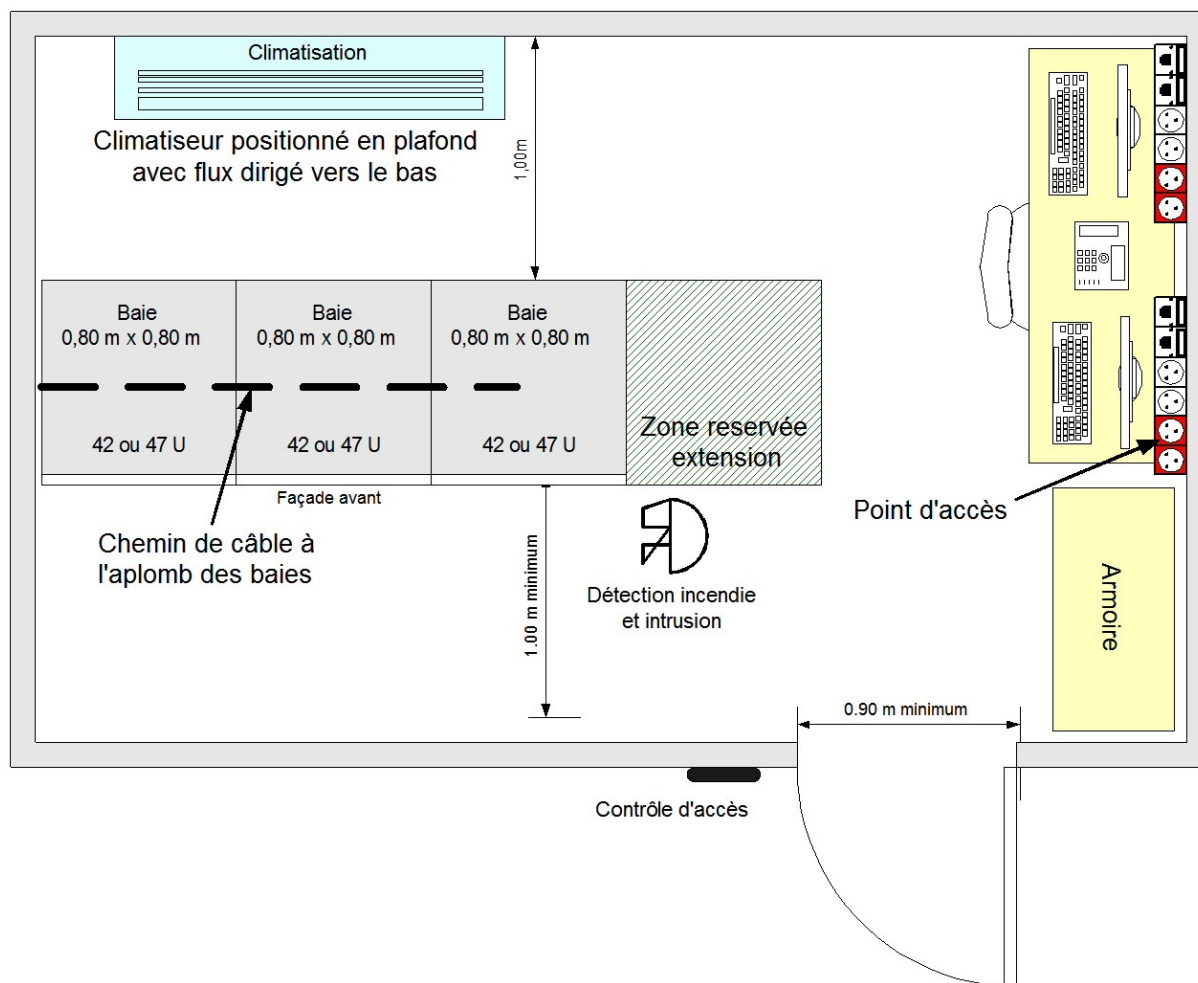 Climatisation
Climatiseur positionné en plafond
avec flux dirigé vers le bas
1,00m
Baie
0,80 m x 0,80 m
42 ou 47 U
Baie
0,80 m x 0,80 m
42 ou 47 U
Baie
0,80 m x 0,80 m
42 ou 47 U
Zone reservée
extension
Façade avant
Chemin de câble à
l'aplomb des baies
1.00 m minimum
Détection incendie
et intrusion
Point d'accès
Armoire
0.90 m minimum
Contrôle d'accès